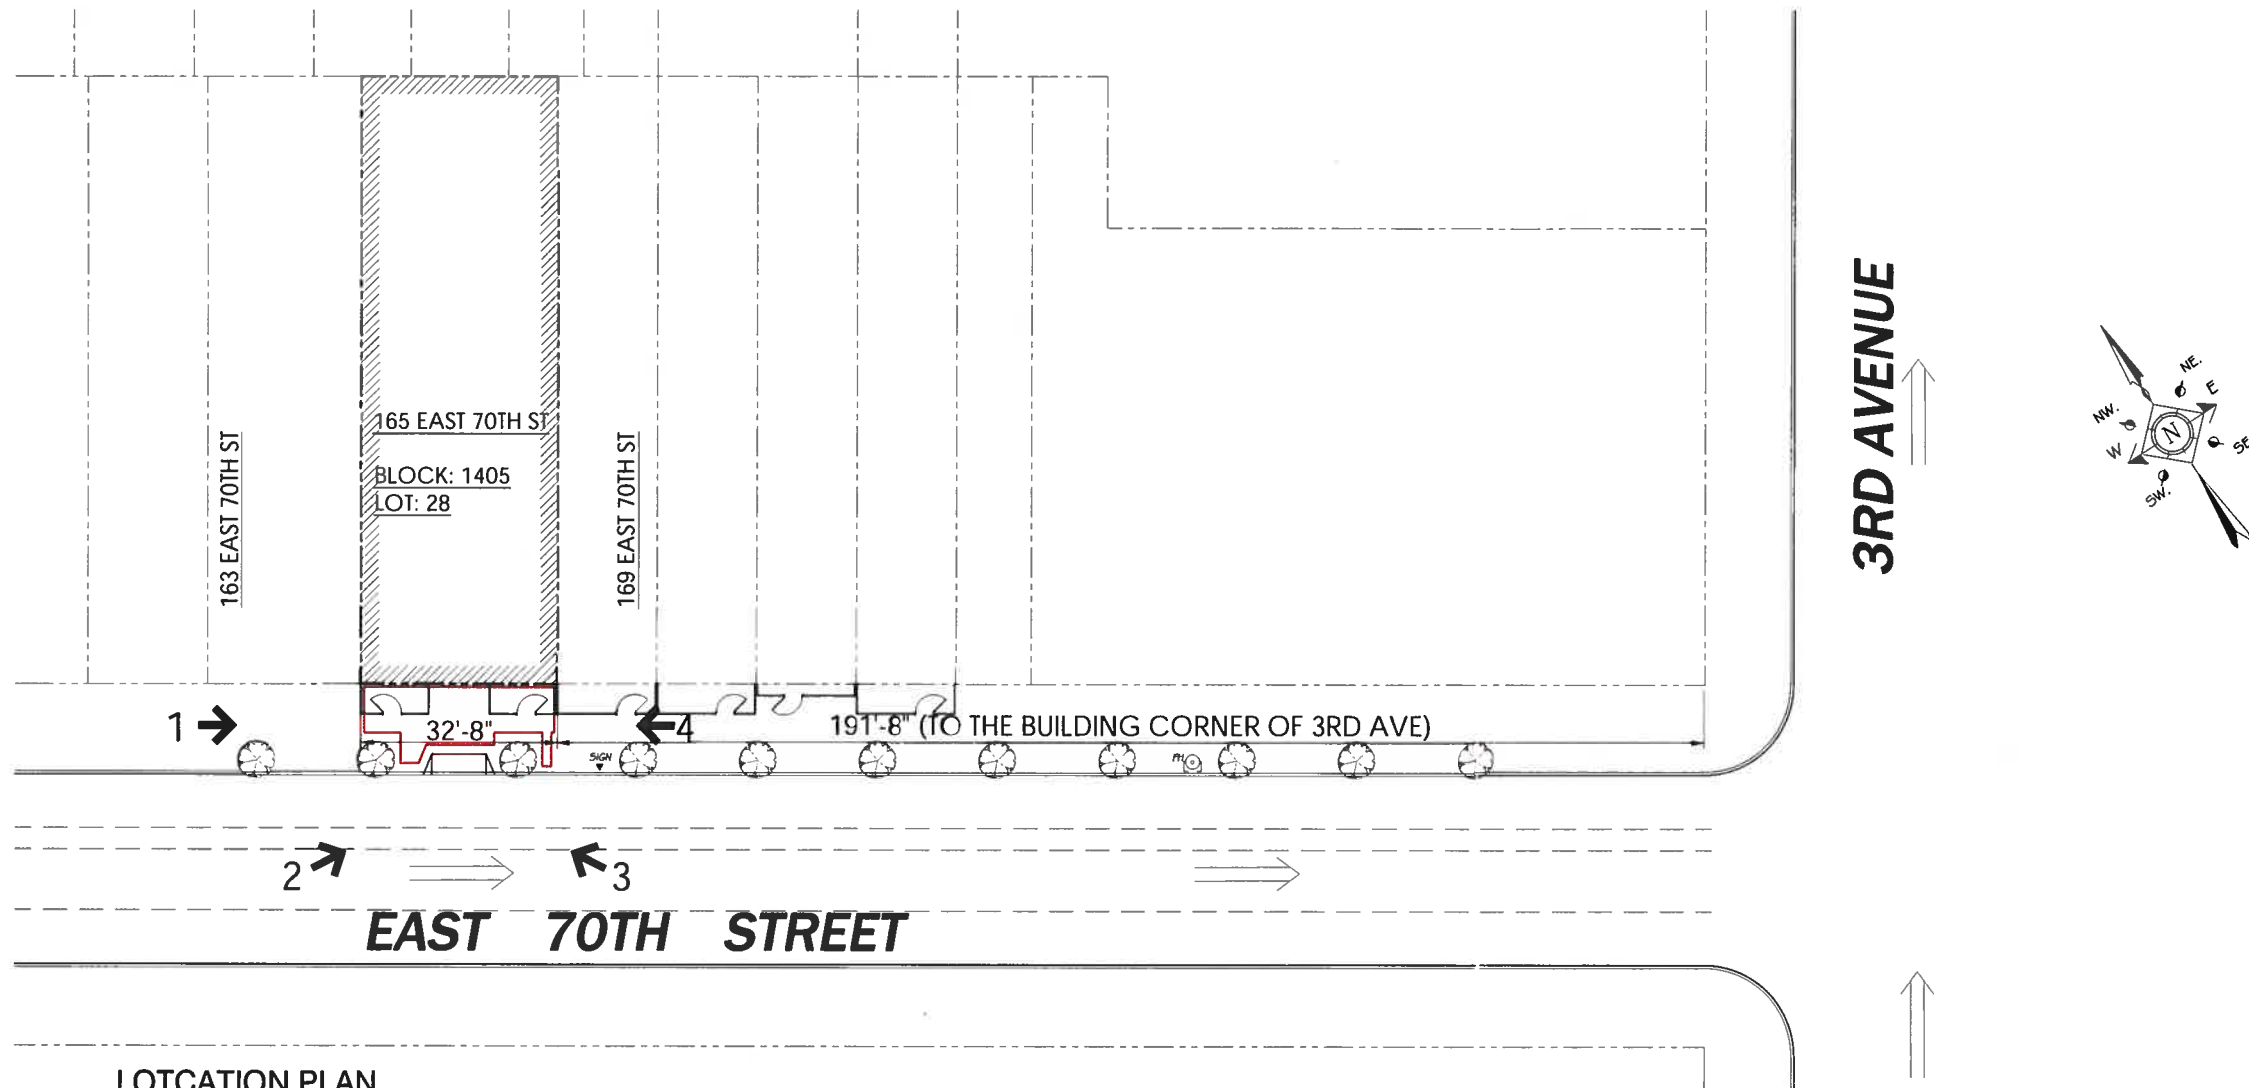 3RD AVENUE
NE.
E
NW.
N
SE
W
SW.
165 EAST 70TH ST
BLOCK: 1405
LOT: 28
163 EAST 70TH ST
169 EAST 70TH ST
1
32'-8"
4
191'-8" (TO THE BUILDING CORNER OF 3RD AVE)
SIGN
FH
2
3
EAST 70TH STREET
LOTCATION PLAN